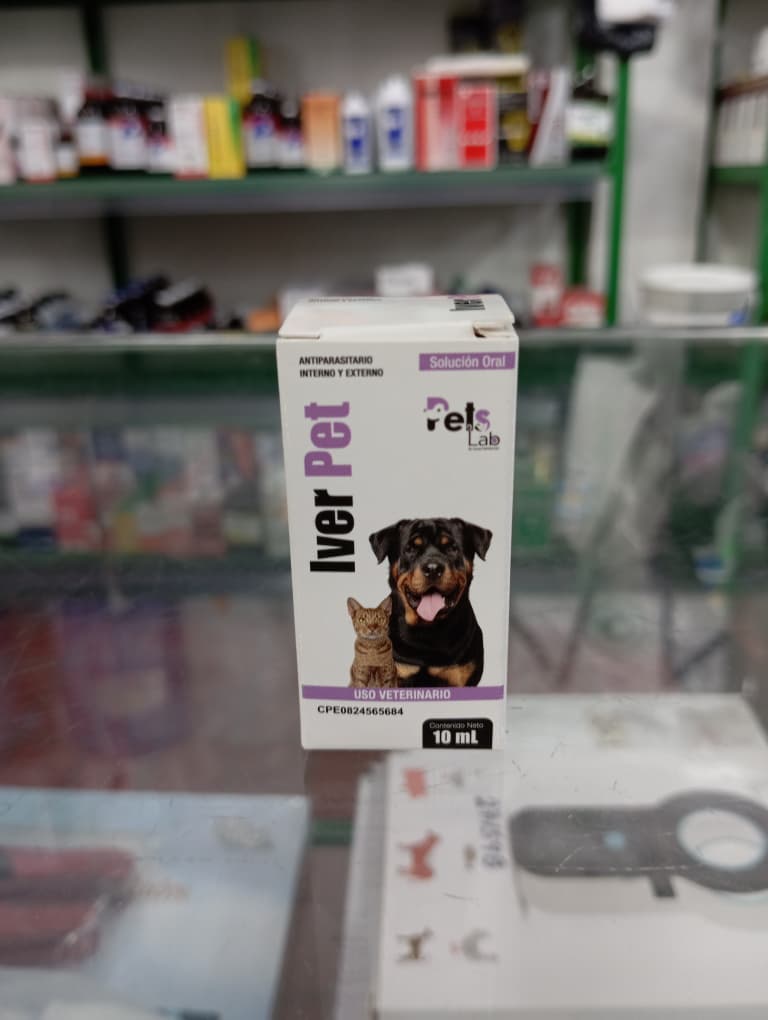 ANTIPARASITARIO
INTERNO Y EXTERNO
Solución Oral
Pets
Lab
Iver Pet
USO VETERINARIO
CPE0824565684
Contenido Neto
10 mL